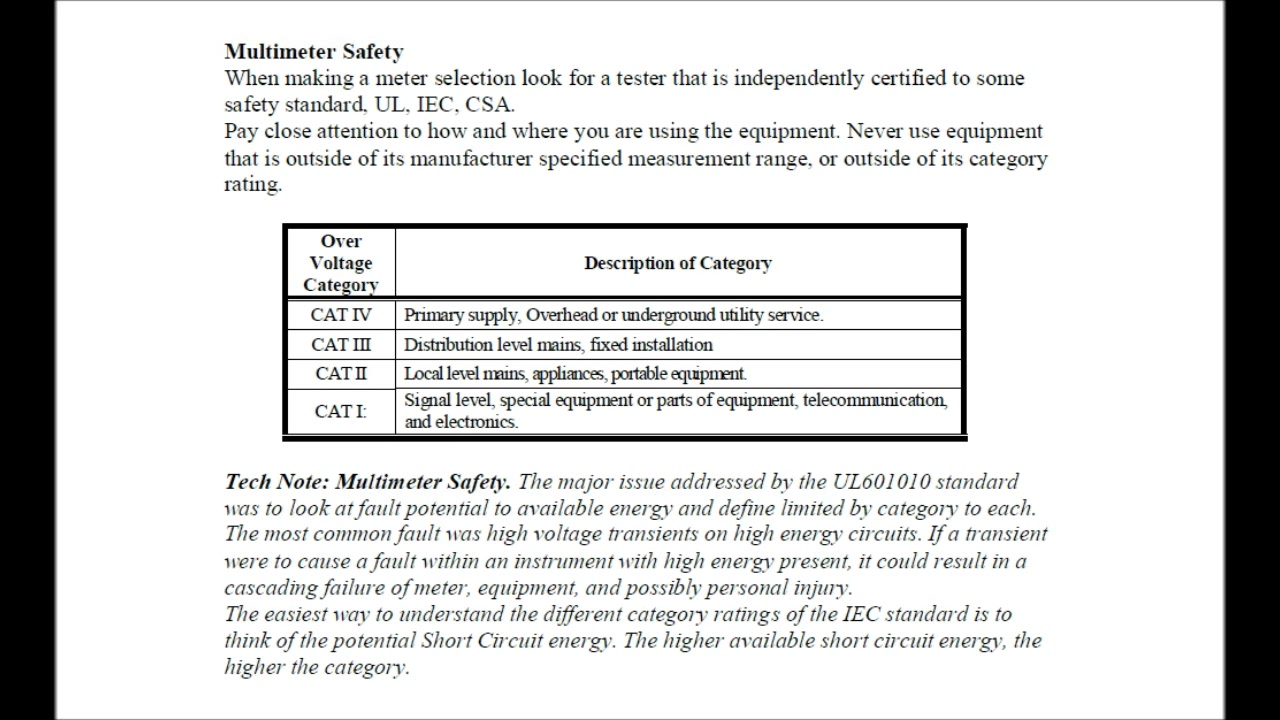 Multimeter Safety
When making a meter selection look for a tester that is independently certified to some
safety standard, UL, IEC, CSA.
Pay close attention to how and where you are using the equipment. Never use equipment
that is outside of its manufacturer specified measurement range, or outside of its category
rating.
Over
Voltage
Category
Description of Category
CAT IV Primary supply, Overhead or underground utility service.
CAT III Distribution level mains, fixed installation
CAT II Local level mains, appliances, portable equipment.
CAT I: Signal level, special equipment or parts of equipment, telecommunication,
and electronics.
Tech Note: Multimeter Safety. The major issue addressed by the UL601010 standard
was to look at fault potential to available energy and define limited by category to each.
The most common fault was high voltage transients on high energy circuits. If a transient
were to cause a fault within an instrument with high energy present, it could result in a
cascading failure of meter, equipment, and possibly personal injury.
The easiest way to understand the different category ratings of the IEC standard is to
think of the potential Short Circuit energy. The higher available short circuit energy, the
higher the category.